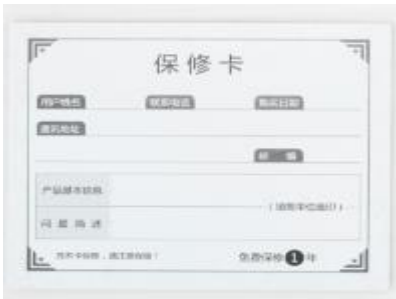 保修卡
用户姓名 联系电话 购买日期
通讯地址
邮 编
产品基本信息
（销售单位盖印）
问题描述
免费保修1年